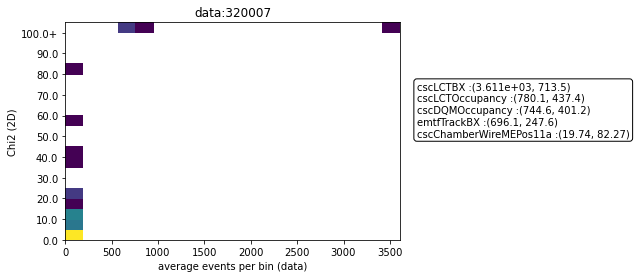 data:320007
100.0+
90.0
80.0
70.0
60.0
50.0
40.0
30.0
20.0
10.0
0.0
Chi2 (2D)
0 500 1000 1500 2000 2500 3000 3500
average events per bin (data)
cscLCTBX :(3.611e+03, 713.5)
cscLCTOccupancy :(780.1, 437.4)
cscDQMOccupancy :(744.6, 401.2)
emtfTrackBX :(696.1, 247.6)
cscChamberWireMEPos11a :(19.74, 82.27)